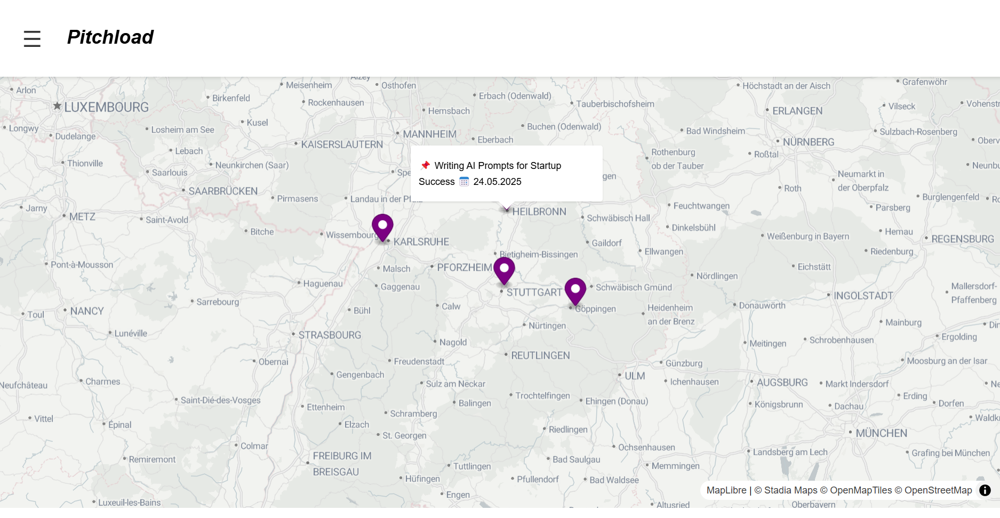 Pitchload
Alzey
Meisenheim
Osthofen
Höchstadt an der Aisch
Grafenwöhr
Arlon
Birkenfeld
Rockenhausen
Erbach (Odenwald)
Tauberbischofsheim
Vilseck
LUXEMBOURG
Hemsbach
ERLANGEN
Longwy
Kusel
Losheim am See
Buchen (Odenwald)
Bad Windsheim
Sulzbach-Rosenberg
Dudelange
MANNHEIM
Eberbach
KAISERSLAUTERN
NÜRNBERG
Lebach
Rothenburg
ob der Tauber
Roßtal
Thionville
Neunkirchen (Saar)
📌 Writing AI Prompts for Startup
Success 📅 24.05.2025
Saarlouis
Neumarkt in
der Oberpfalz
SAARBRÜCKEN
Roth
Pirmasens
Landau in der Pfalz
Burglengenfeld
Jarny
Feuchtwangen
Parsberg
METZ
Saint-Avold
HEILBRONN
Schwäbisch Hall
Bitche
Wissembourg
Dinkelsbühl
Weißenburg in Bayern
Hemau
REGENSBURG
KARLSRUHE
Gaildorf
Ellwangen
Riedenburg
Bietigheim-Bissingen
Pont-à-Mousson
Malsch
PFORZHEIM
Eichstätt
Haguenau
Gaggenau
Nördlingen
Mallersdorf-
Pfaffenberg
STUTTGART
Schwäbisch Gmünd
INGOLSTADT
Sarrebourg
Calw
Göppingen
Heidenheim
an der Brenz
Donauwörth
NANCY
Toul
Bühl
Nürtingen
Mainburg
Lunéville
STRASBOURG
Nagold
Meitingen
Schrobenhausen
Ergolding
REUTLINGEN
Obernai
Freudenstadt
Günzburg
Moosburg an der Isar
Neufchâteau
Charmes
Gengenbach
Sulz am Neckar
ULM
Ichenhausen
AUGSBURG
Markt Indersdorf
Saint-Dié-des-Vosges
Trochtelfingen
Ehingen (Donau)
Erding
Ettenheim
Balingen
Königsbrunn
Dachau
Dorfen
Vittel
Schramberg
Épinal
Elzach
St. Georgen
Riedlingen
MÜNCHEN
Colmar
Ochsenhausen
Landsberg am Lech
Grafing bei München
Remiremont
FREIBURG IM
BREISGAU
Bad Saulgau
Tuttlingen
Memmingen
Hüfingen
Pfullendorf
Bad Waldsee
Engen
Luxeuil-les-Bains
Altusried
Oberbayern
MapLibre | © Stadia Maps © OpenMapTiles © OpenStreetMap